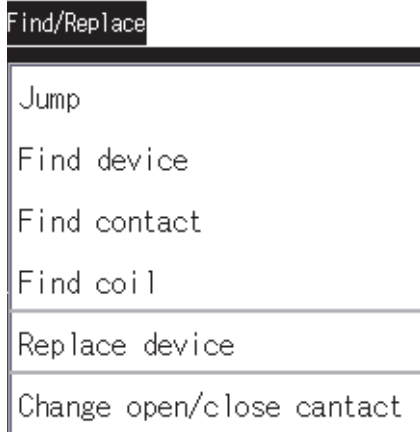 Find/Replace
Jump
Find device
Find contact
Find coil
Replace device
Change open/close cantact